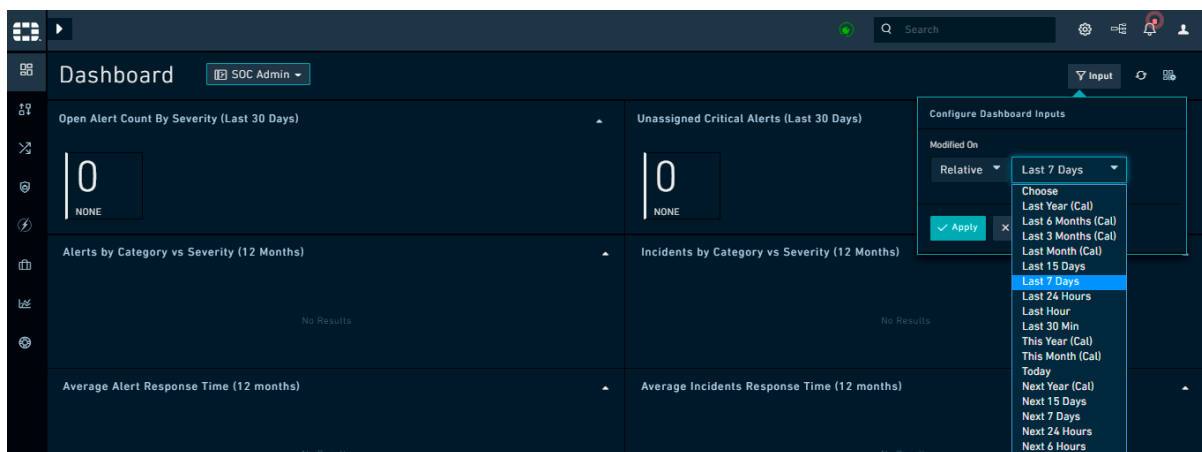 Search
Dashboard
SOC Admin
Input
Open Alert Count By Severity (Last 30 Days)
0
NONE
Unassigned Critical Alerts (Last 30 Days)
0
NONE
Configure Dashboard Inputs
Modified On
Relative
Last 7 Days
Apply
Choose
Last Year (Cal)
Last 6 Months (Cal)
Last 3 Months (Cal)
Last Month (Cal)
Last 15 Days
Last 7 Days
Last 24 Hours
Last Hour
Last 30 Min
This Year (Cal)
This Month (Cal)
Today
Next Year (Cal)
Next 15 Days
Next 7 Days
Next 24 Hours
Next 6 Hours
Alerts by Category vs Severity (12 Months)
No Results
Incidents by Category vs Severity (12 Months)
No Results
Average Alert Response Time (12 months)
Average Incidents Response Time (12 months)